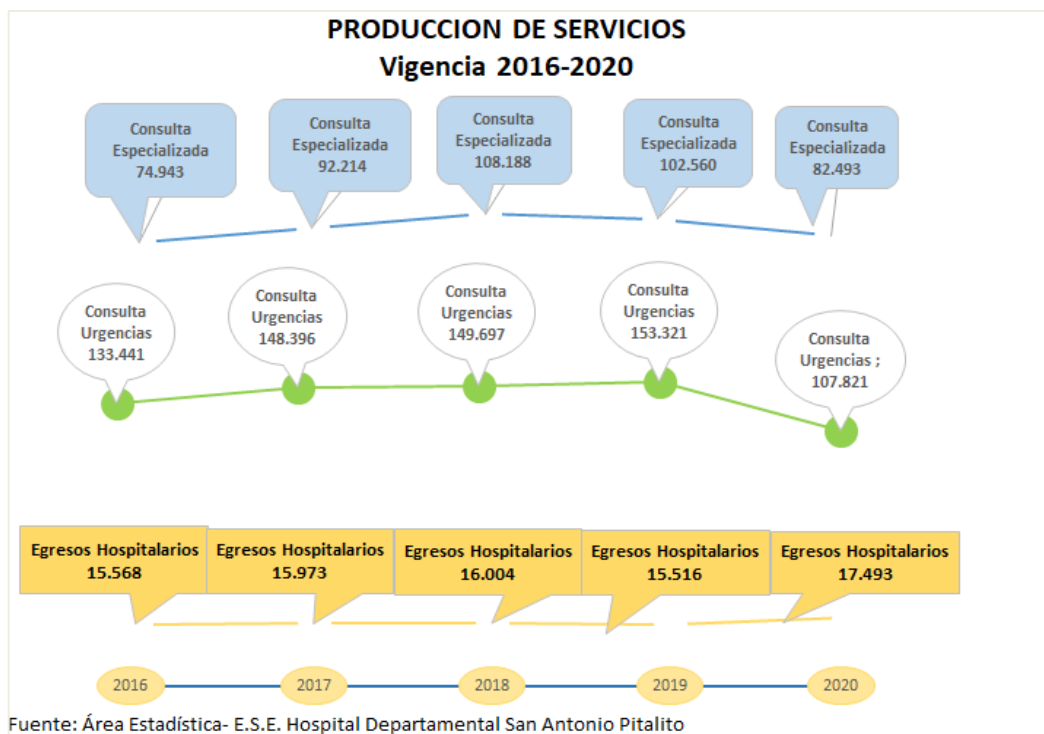 PRODUCCION DE SERVICIOS
Vigencia 2016-2020
Consulta
Especializada
74.943
Consulta
Especializada
92.214
Consulta
Especializada
108.188
Consulta
Especializada
102.560
Consulta
Especializada
82.493
Consulta
Urgencias
133.441
Consulta
Urgencias
148.396
Consulta
Urgencias
149.697
Consulta
Urgencias
153.321
Consulta
Urgencias ;
107.821
Egresos Hospitalarios
15.568
Egresos Hospitalarios
15.973
Egresos Hospitalarios
16.004
Egresos Hospitalarios
15.516
Egresos Hospitalarios
17.493
2016
2017
2018
2019
2020
Fuente: Área Estadística- E.S.E. Hospital Departamental San Antonio Pitalito